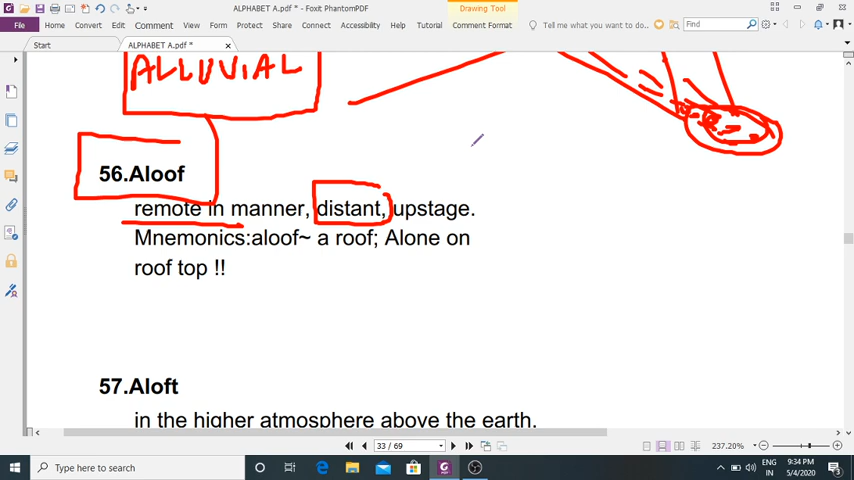 ALPHABET A.pdf * - Foxit PhantomPDF
Drawing Tool
File Home Convert Edit Comment View Form Protect Share Help Accessibility Help Tutorial Comment Format Tell me what you want to do... Find
Start ALPHABET A.pdf *
ALLUVIAL
56.Aloof
remote in manner, distant, upstage.
Mnemonics:aloof~ a roof; Alone on
roof top !!
57.Aloft
in the higher atmosphere above the earth.
33 / 69 237.20%
Type here to search
ENG
IN
9:34 PM
5/4/2020
3